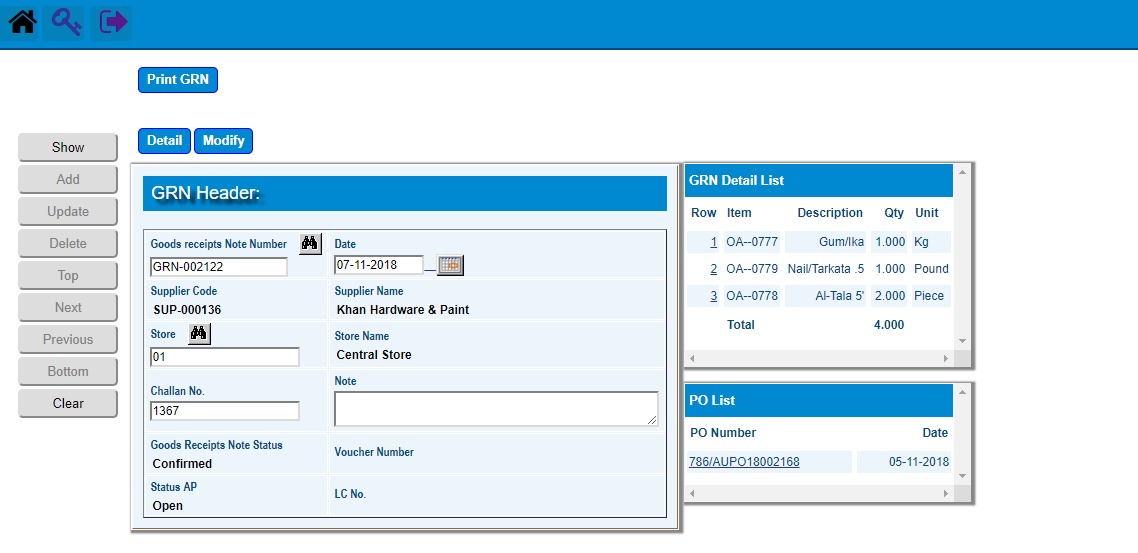 Print GRN
Detail Modify
Show
Add
Update
Delete
Top
Next
Previous
Bottom
Clear
GRN Header:
Goods receipts Note Number Date
GRN-002122 07-11-2018
Supplier Code Supplier Name
SUP-000136 Khan Hardware & Paint
Store Store Name
01 Central Store
Challan No. Note
1367
Goods Receipts Note Status Voucher Number
Confirmed
Status AP LC No.
Open
GRN Detail List
Row Item Description Qty Unit
1 OA--0777 Gum/Ika 1.000 Kg
2 OA--0779 Nail/Tarkata .5 1.000 Pound
3 OA--0778 Al-Tala 5' 2.000 Piece
Total 4.000
PO List
PO Number Date
786/AUPO18002168 05-11-2018